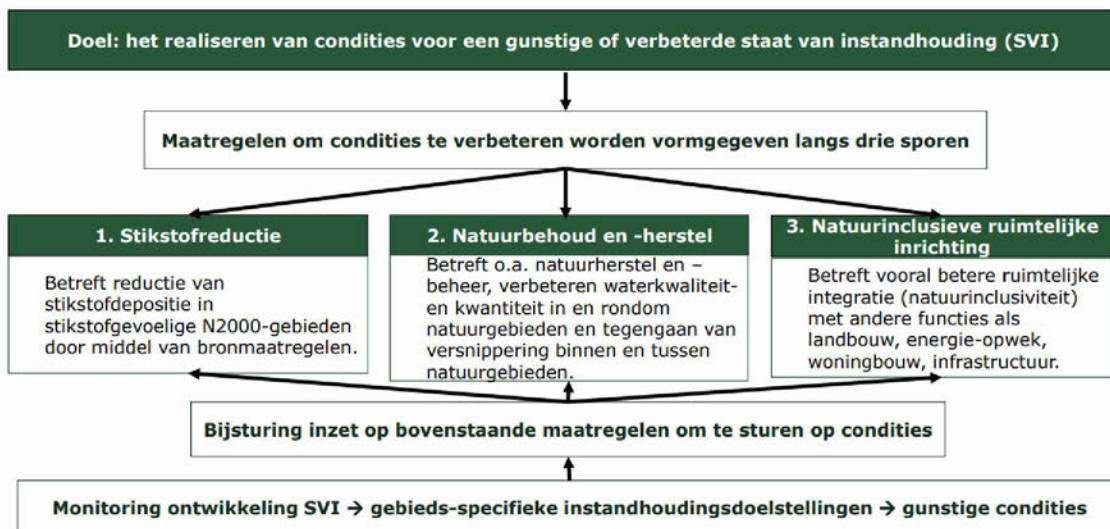 Doel: het realiseren van condities voor een gunstige of verbeterde staat van instandhouding (SVI)
Maatregelen om condities te verbeteren worden vormgegeven langs drie sporen
1. Stikstofreductie
Betreft reductie van
stikstofdepositie in
stikstofgevoelige N2000-gebieden
door middel van bronmaatregelen.
2. Natuurbehoud en -herstel
Betreft o.a. natuurherstel en –
beheer, verbeteren waterkwaliteit-
en kwantiteit in en rondom
natuurgebieden en tegengaan van
versnippering binnen en tussen
natuurgebieden.
3. Natuurinclusieve ruimtelijke
inrichting
Betreft vooral betere ruimtelijke
integratie (natuurinclusiviteit)
met andere functies als
landbouw, energie-opwek,
woningbouw, infrastructuur.
Bijsturing inzet op bovenstaande maatregelen om te sturen op condities
Monitoring ontwikkeling SVI → gebieds-specifieke instandhoudingsdoelstellingen → gunstige condities